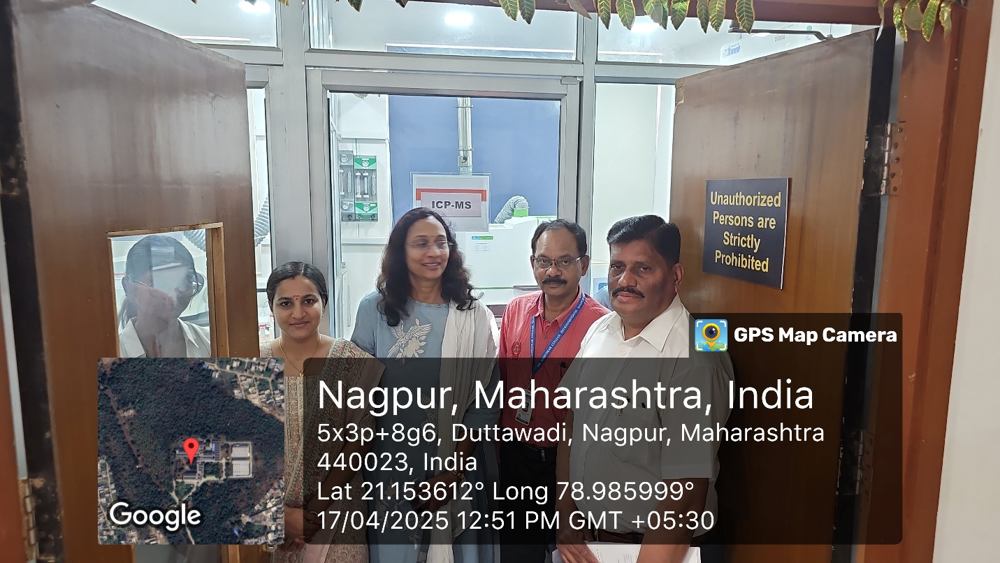 ICP-MS
Unauthorized
Persons are
Strictly
Prohibited
GPS Map Camera
Nagpur, Maharashtra, India
5x3p+8g6, Duttawadi, Nagpur, Maharashtra
440023, India
Lat 21.153612° Long 78.985999°
17/04/2025 12:51 PM GMT +05:30
Google